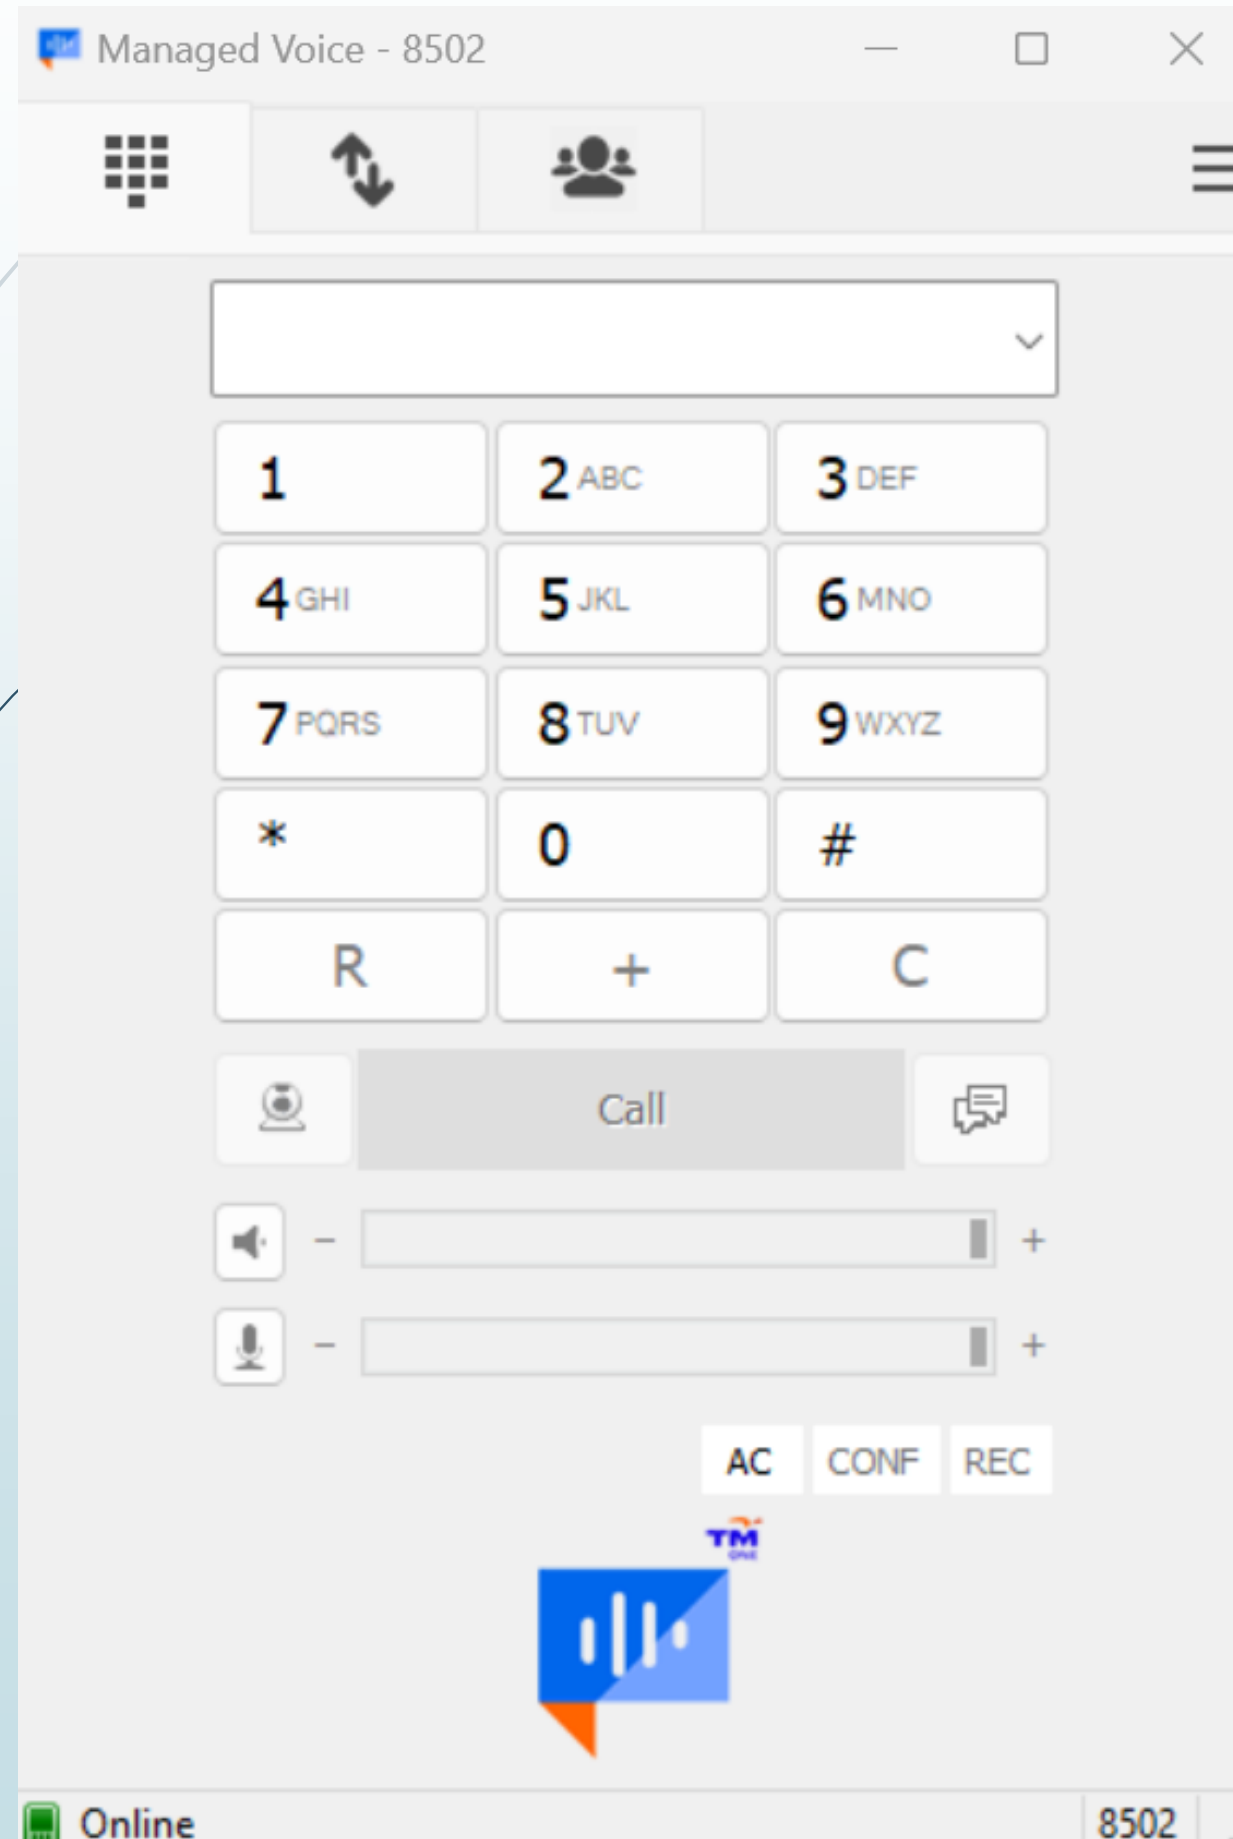 Managed Voice - 8502
1 2 ABC 3 DEF
4 GHI 5 JKL 6 MNO
7 PQRS 8 TUV 9 WXYZ
* 0 #
R + C
Call
- +
- +
AC CONF REC
TM
ONE
Online 8502